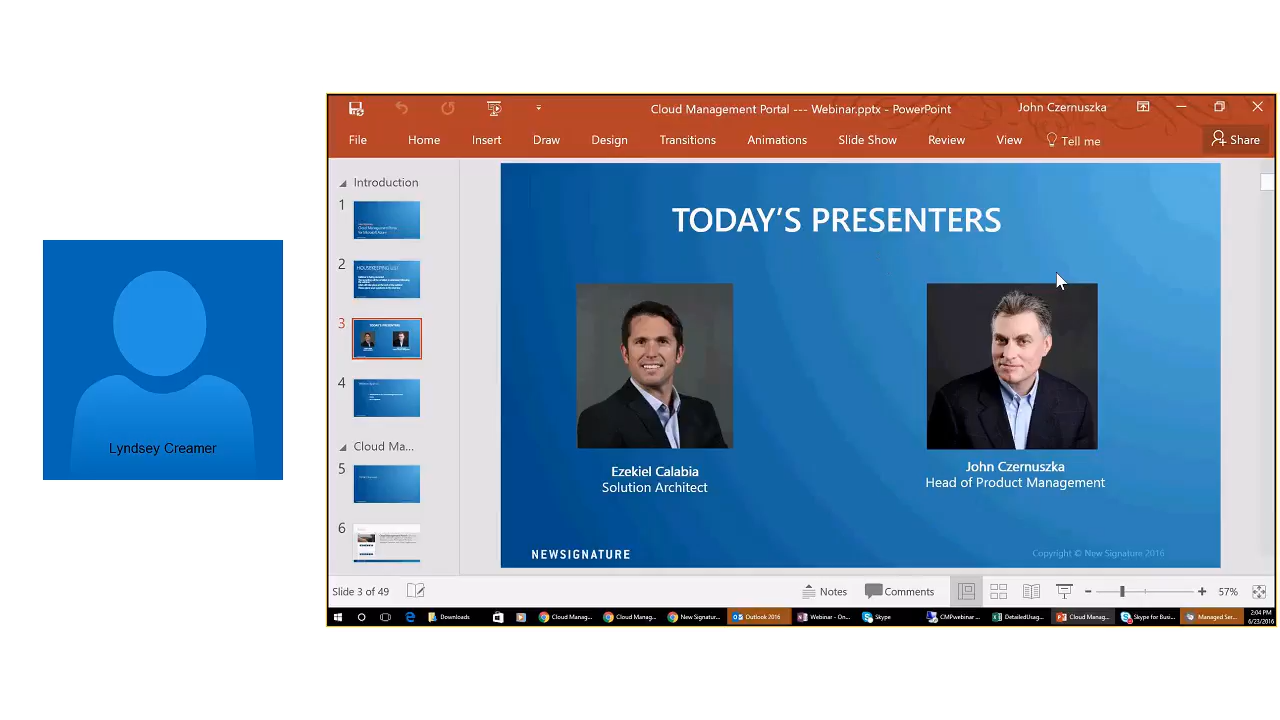 Cloud Management Portal --- Webinar.pptx - PowerPoint
John Czernuszka
File Home Insert Draw Design Transitions Animations Slide Show Review View Tell me Share
Introduction
1
2
HOUSEKEEPING
3
4
Cloud Ma...
5
6
TODAY'S PRESENTERS
Ezekiel Calabia
Solution Architect
John Czernuszka
Head of Product Management
NEWSIGNATURE
Copyright © New Signature 2016
Lyndsey Creamer
Slide 3 of 49
Notes
Comments
57%
Downloads
Cloud Manag...
Cloud Manag...
New Signatur...
Outlook 2016
Webinar - On...
Skype
CMPwebinar ...
DetailedUsag...
Cloud Manag...
Skype for Busi...
Managed Ser...
2:04 PM
6/23/2016